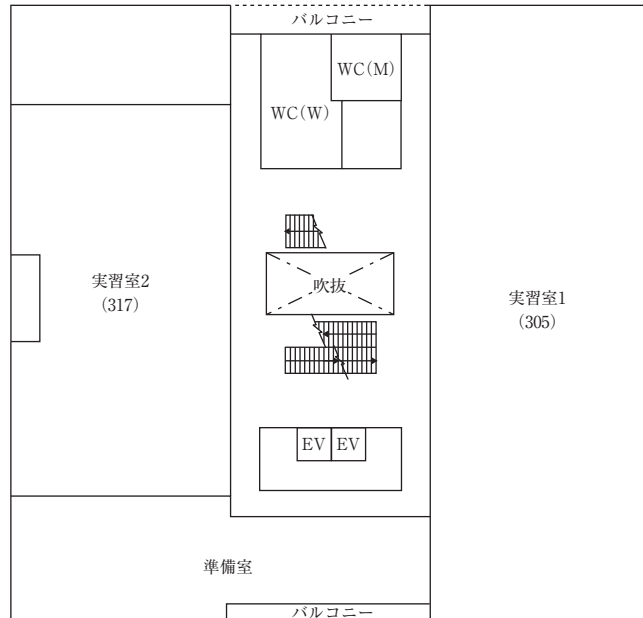 バルコニー
WC(M)
WC(W)
吹抜
実習室2
(317)
実習室1
(305)
EV EV
準備室
バルコニー